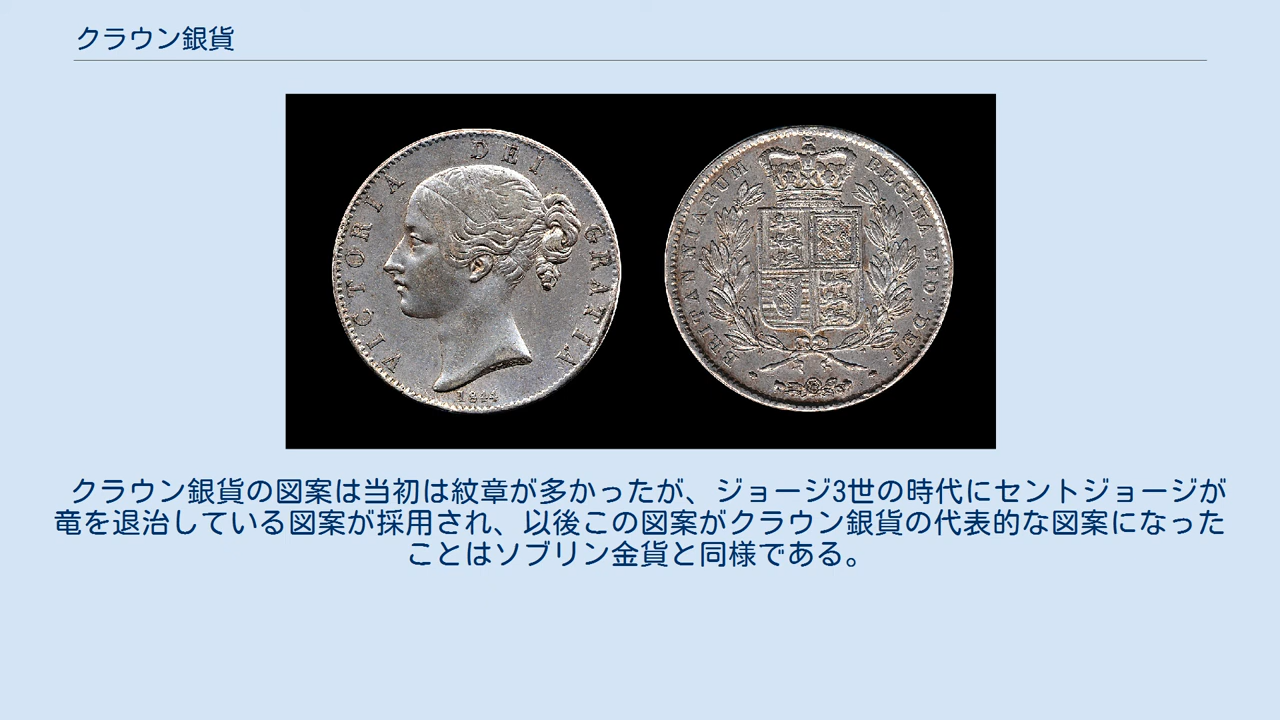 クラウン銀貨
VICTORIA DEI GRATIA
1844
BRITANNIARUM REGINA FID: DEF:
クラウン銀貨の図案は当初は紋章が多かったが、ジョージ3世の時代にセントジョージが
竜を退治している図案が採用され、以後この図案がクラウン銀貨の代表的な図案になった
ことはソブリン金貨と同様である。